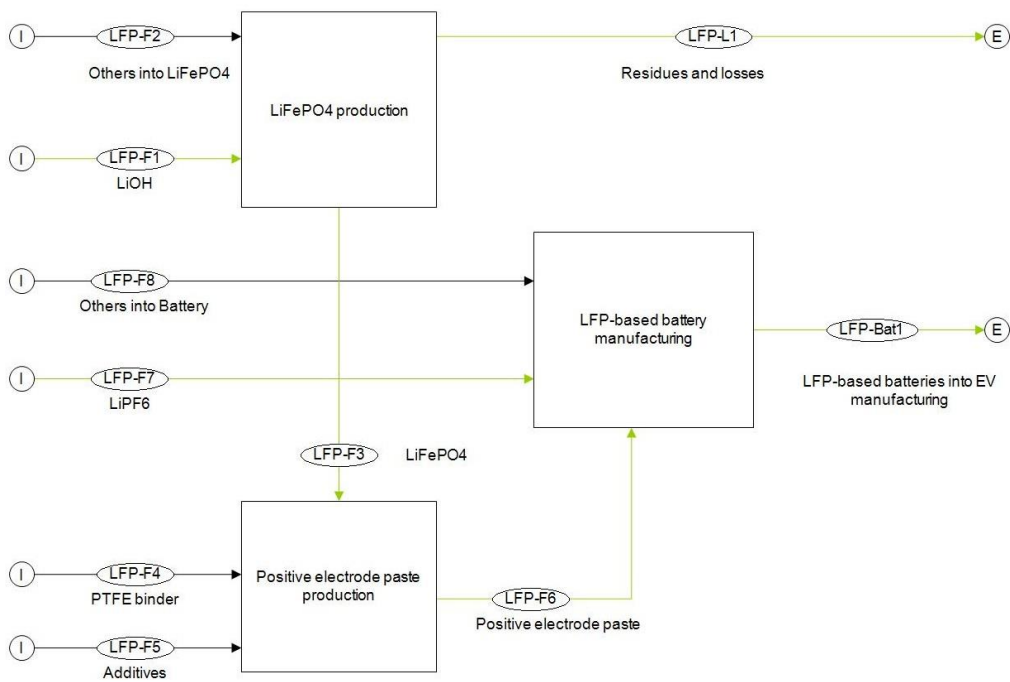 I
LFP-F2
Others into LiFePO4
LiFePO4 production
LFP-L1
E
Residues and losses
I
LFP-F1
LiOH
I
LFP-F8
Others into Battery
LFP-based battery
manufacturing
LFP-Bat1
E
LFP-based batteries into EV
manufacturing
I
LFP-F7
LiPF6
LFP-F3
LiFePO4
I
LFP-F4
PTFE binder
Positive electrode paste
production
LFP-F6
Positive electrode paste
I
LFP-F5
Additives